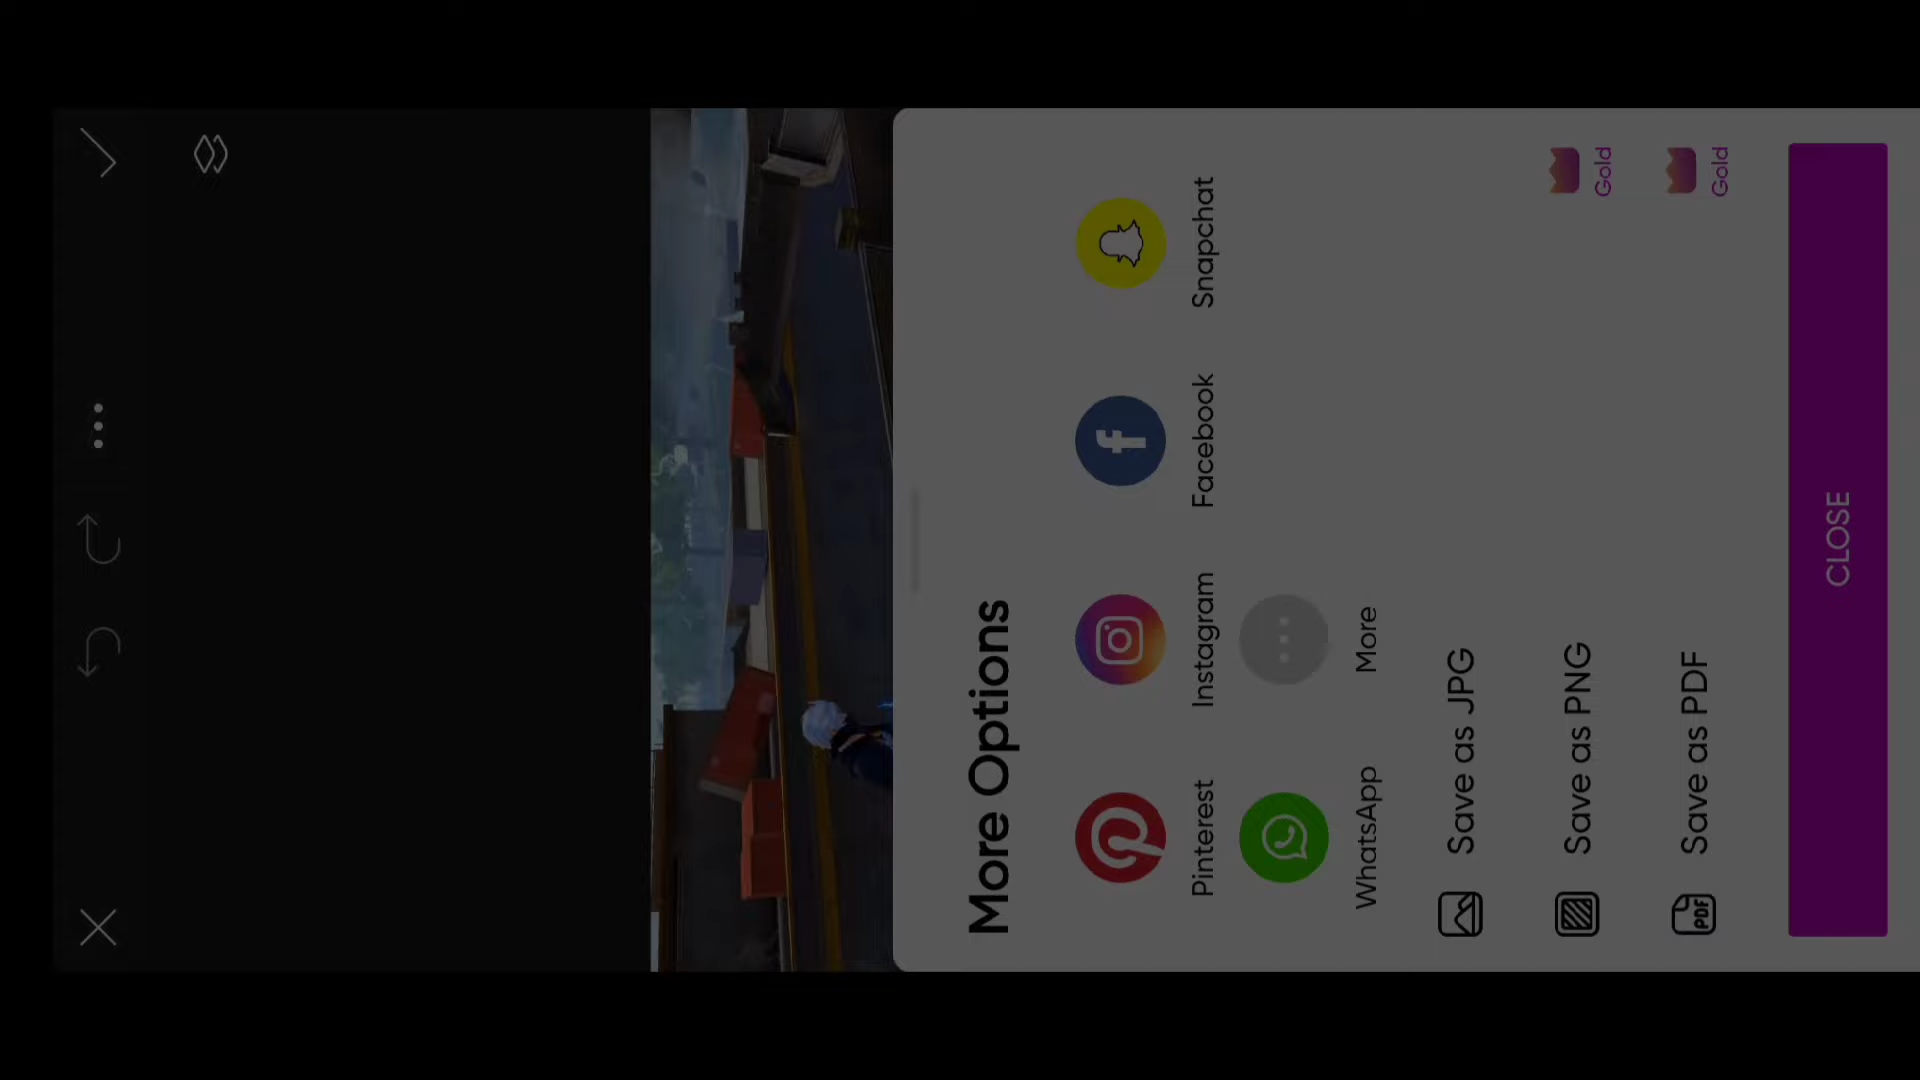 More Options
Pinterest
Instagram
Facebook
Snapchat
WhatsApp
More
Save as JPG
Save as PNG
Gold
PDF
Save as PDF
Gold
CLOSE